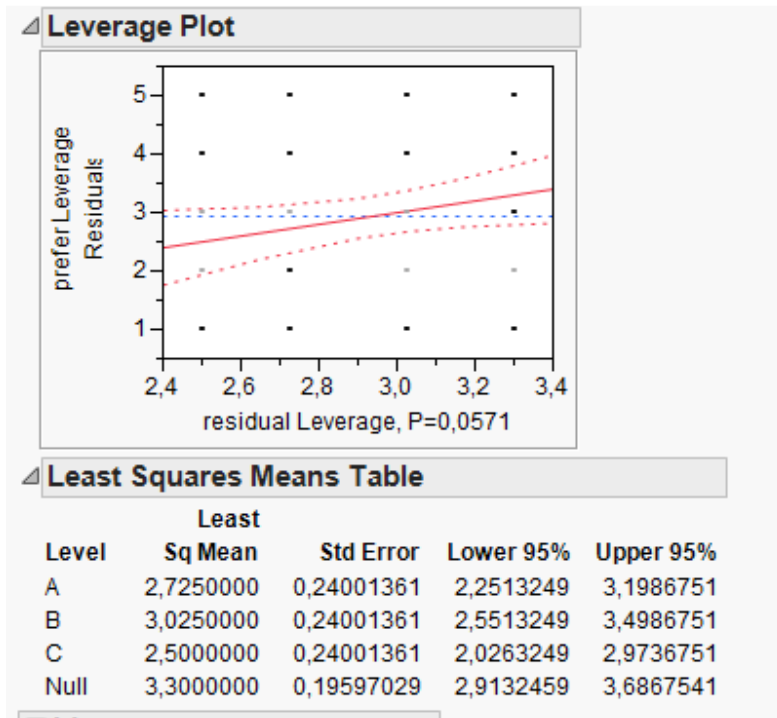 Leverage Plot
prefer Leverage
Residuals
5
4
3
2
1
2,4 2,6 2,8 3,0 3,2 3,4
residual Leverage, P=0,0571
Least Squares Means Table
Least
Level Sq Mean Std Error Lower 95% Upper 95%
A 2,7250000 0,24001361 2,2513249 3,1986751
B 3,0250000 0,24001361 2,5513249 3,4986751
C 2,5000000 0,24001361 2,0263249 2,9736751
Null 3,3000000 0,19597029 2,9132459 3,6867541